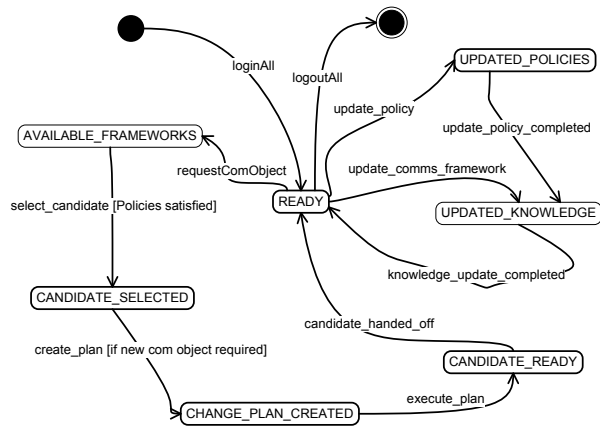 loginAll
logoutAll
UPDATED_POLICIES
update_policy
AVAILABLE_FRAMEWORKS
update_policy_completed
requestComObject
update_comms_framework
READY
select_candidate [Policies satisfied]
UPDATED_KNOWLEDGE
knowledge_update_completed
CANDIDATE_SELECTED
candidate_handed_off
create_plan [if new com object required]
CANDIDATE_READY
execute_plan
CHANGE_PLAN_CREATED